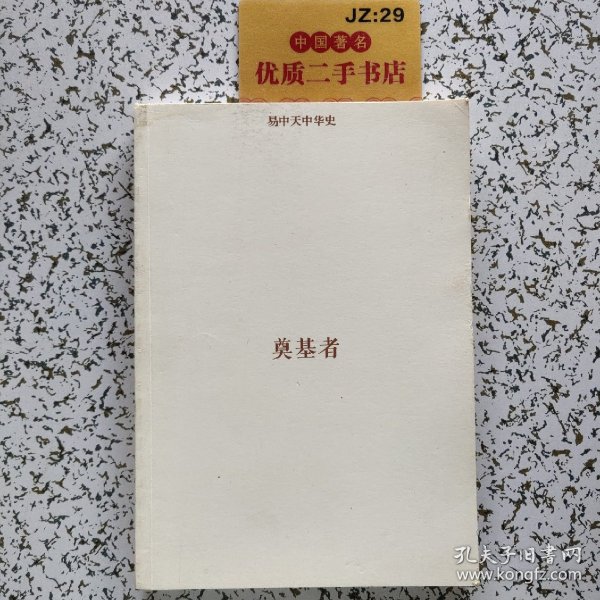 JZ:29
中国著名
优质二手书店
易中天中华史
奠基者
孔夫子旧书网
www.kongfz.com